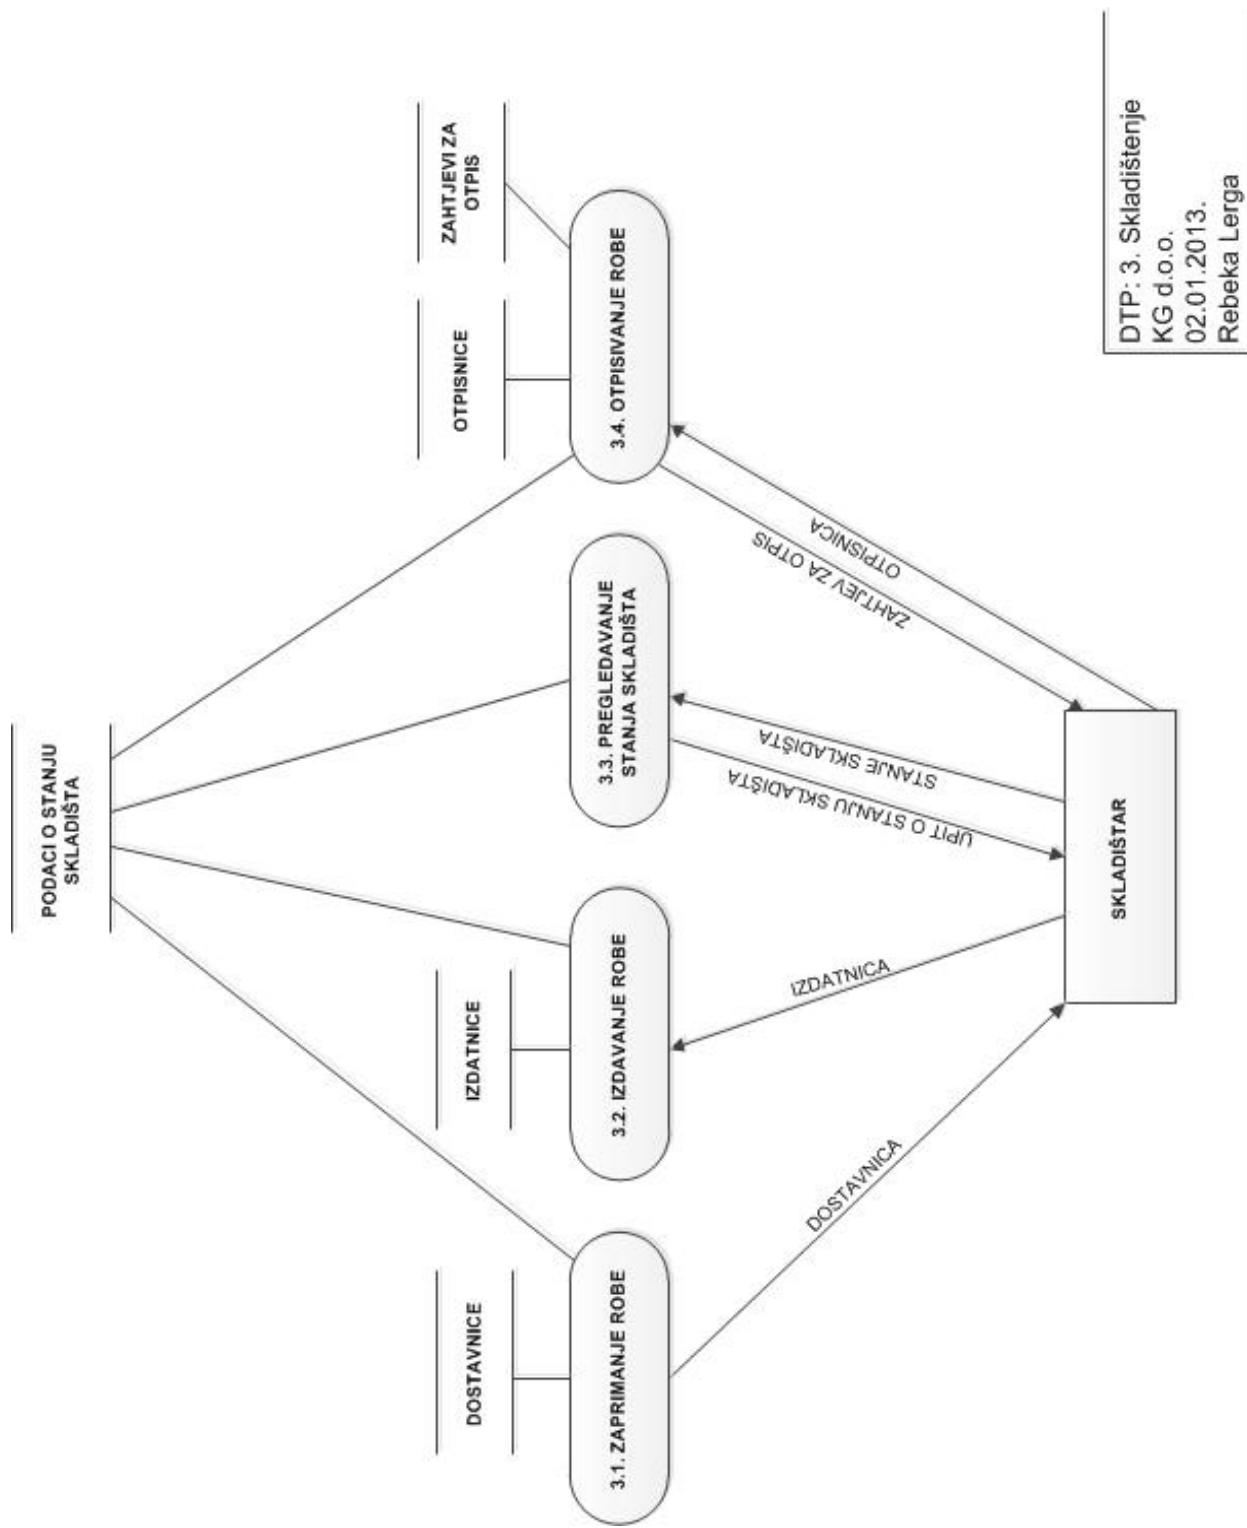 PODACI O STANJU
SKLADIŠTA
DOSTAVNICE
IZDATNICE
OTPISNICE
ZAHTJEVI ZA
OTPIS
3.1. ZAPRIMANJE ROBE
3.2. IZDAVANJE ROBE
3.3. PREGLEDAVANJE
STANJA SKLADIŠTA
3.4. OTPISIVANJE ROBE
DOSTAVNICA
IZDATNICA
UPIT O STANJU SKLADIŠTA
STANJE SKLADIŠTA
ZAHTJEV ZA OTPIS
OTPISNICA
SKLADIŠTAR
DTP: 3. Skladištenje
KG d.o.o.
02.01.2013.
Rebeka Lerga